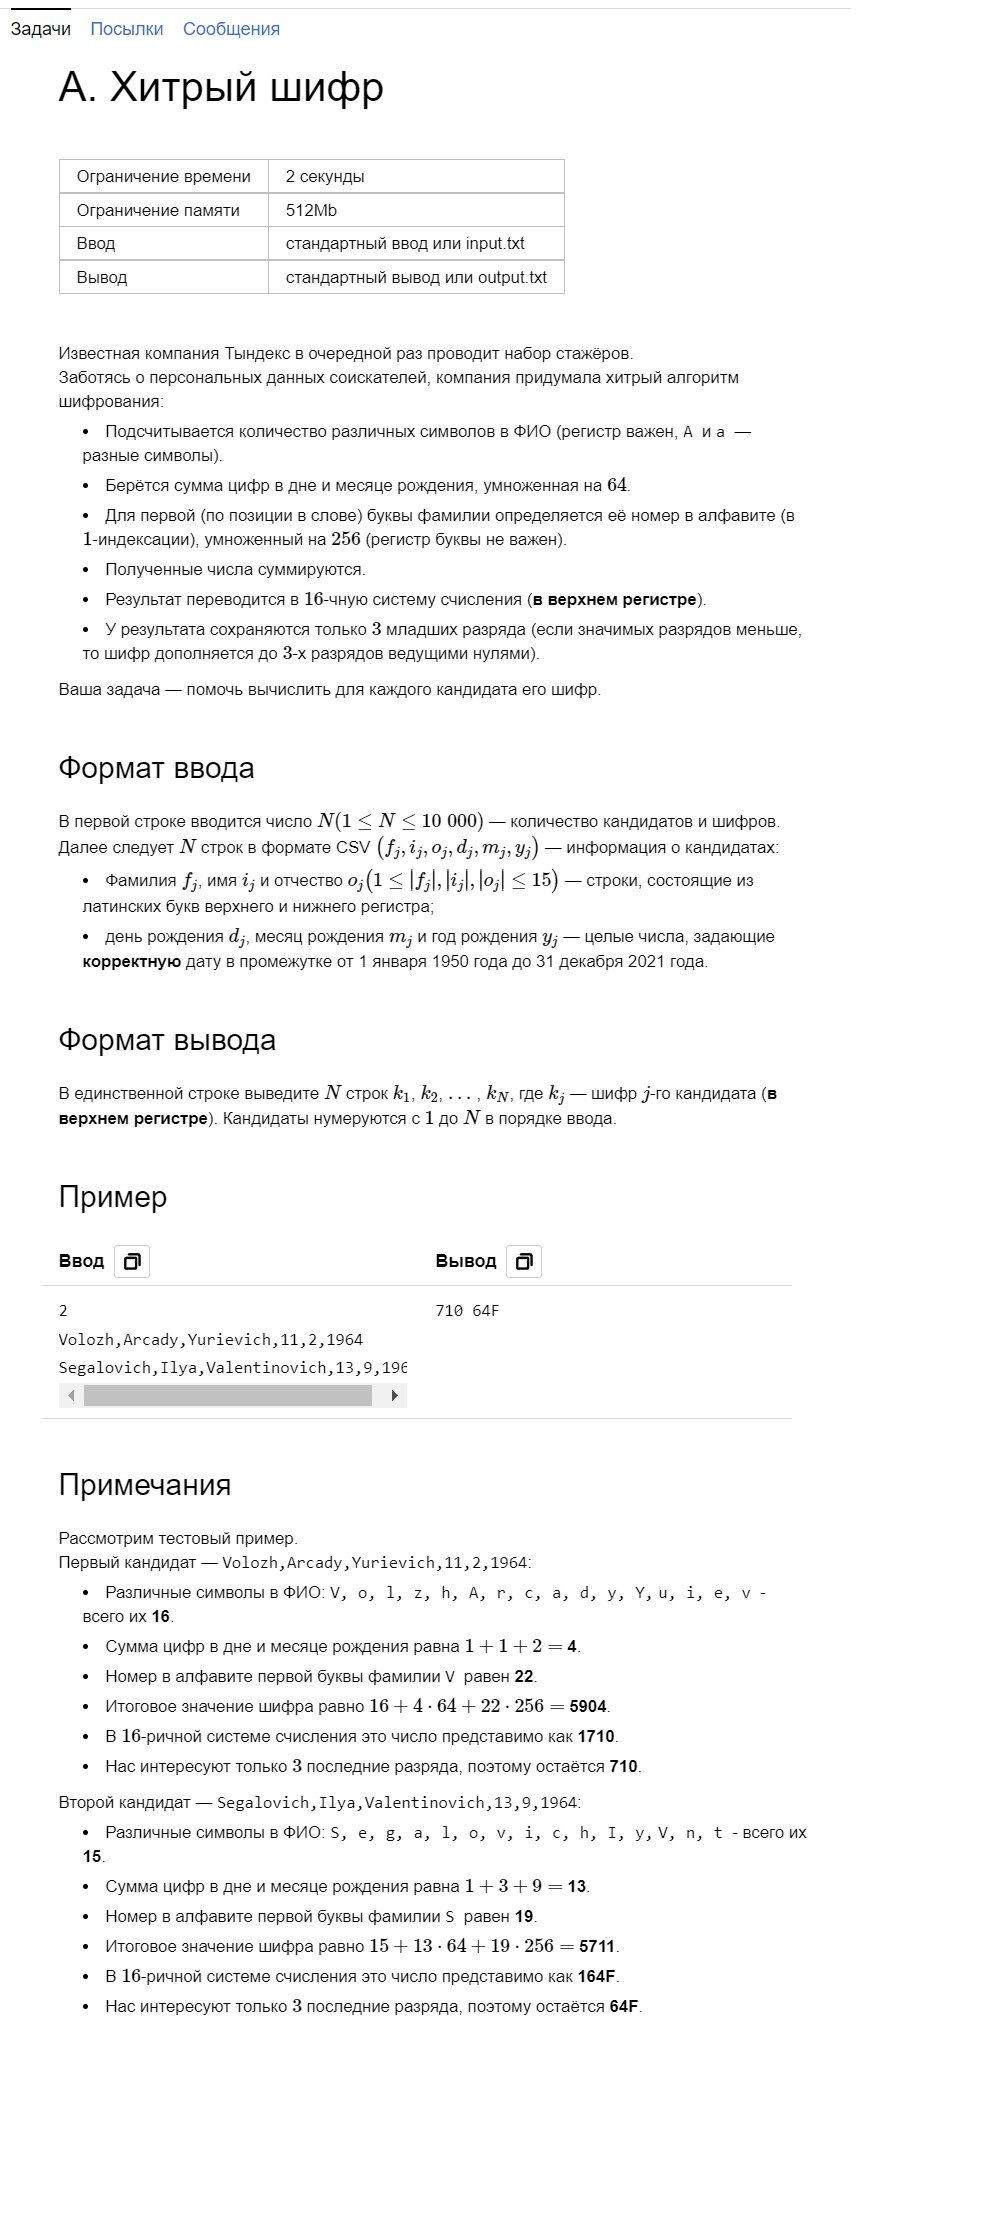 Задачи Посылки Сообщения
A. Хитрый шифр
Ограничение времени 2 секунды
Ограничение памяти 512Mb
Ввод стандартный ввод или input.txt
Вывод стандартный вывод или output.txt
Известная компания Тындекс в очередной раз проводит набор стажёров.
Заботясь о персональных данных соискателей, компания придумала хитрый алгоритм
шифрования:
• Подсчитывается количество различных символов в ФИО (регистр важен, A и a —
разные символы).
• Берётся сумма цифр в дне и месяце рождения, умноженная на 64.
• Для первой (по позиции в слове) буквы фамилии определяется её номер в алфавите (в
1-индексации), умноженный на 256 (регистр буквы не важен).
• Полученные числа суммируются.
• Результат переводится в 16-чную систему счисления (в верхнем регистре).
• У результата сохраняются только 3 младших разряда (если значимых разрядов меньше,
то шифр дополняется до 3-х разрядов ведущими нулями).
Ваша задача — помочь вычислить для каждого кандидата его шифр.
Формат ввода
В первой строке вводится число N(1 ≤ N ≤ 10 000) — количество кандидатов и шифров.
Далее следует N строк в формате CSV (f_j, i_j, o_j, d_j, m_j, y_j) — информация о кандидатах:
• Фамилия f_j, имя i_j и отчество o_j(1 ≤ |f_j|, |i_j|, |o_j| ≤ 15) — строки, состоящие из
латинских букв верхнего и нижнего регистра;
• день рождения d_j, месяц рождения m_j и год рождения y_j — целые числа, задающие
корректную дату в промежутке от 1 января 1950 года до 31 декабря 2021 года.
Формат вывода
В единственной строке выведите N строк k_1, k_2, … , k_N, где k_j — шифр j-го кандидата (в
верхнем регистре). Кандидаты нумеруются с 1 до N в порядке ввода.
Пример
Ввод Вывод
2 710 64F
Volozh,Arcady,Yurievich,11,2,1964
Segalovich,Ilya,Valentinovich,13,9,196
Примечания
Рассмотрим тестовый пример.
Первый кандидат — Volozh,Arcady,Yurievich,11,2,1964:
• Различные символы в ФИО: V, o, l, z, h, A, r, c, a, d, y, Y, u, i, e, v -
всего их 16.
• Сумма цифр в дне и месяце рождения равна 1 + 1 + 2 = 4.
• Номер в алфавите первой буквы фамилии V равен 22.
• Итоговое значение шифра равно 16 + 4 · 64 + 22 · 256 = 5904.
• В 16-ричной системе счисления это число представимо как 1710.
• Нас интересуют только 3 последние разряда, поэтому остаётся 710.
Второй кандидат — Segalovich,Ilya,Valentinovich,13,9,1964:
• Различные символы в ФИО: S, e, g, a, l, o, v, i, c, h, I, y, V, n, t - всего их
15.
• Сумма цифр в дне и месяце рождения равна 1 + 3 + 9 = 13.
• Номер в алфавите первой буквы фамилии S равен 19.
• Итоговое значение шифра равно 15 + 13 · 64 + 19 · 256 = 5711.
• В 16-ричной системе счисления это число представимо как 164F.
• Нас интересуют только 3 последние разряда, поэтому остаётся 64F.